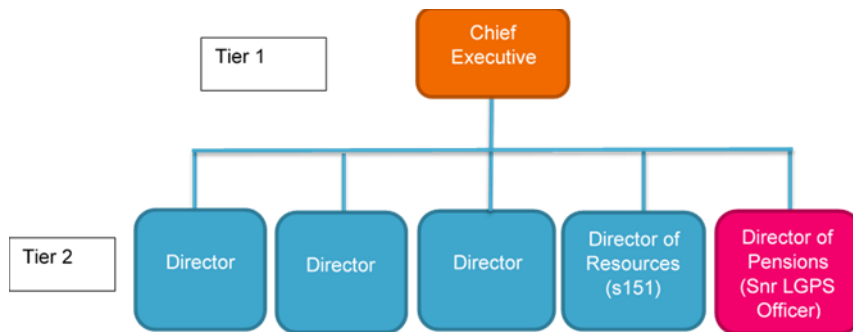 Tier 1
Chief
Executive
Tier 2
Director
Director
Director
Director of
Resources
(s151)
Director of
Pensions
(Snr LGPS
Officer)